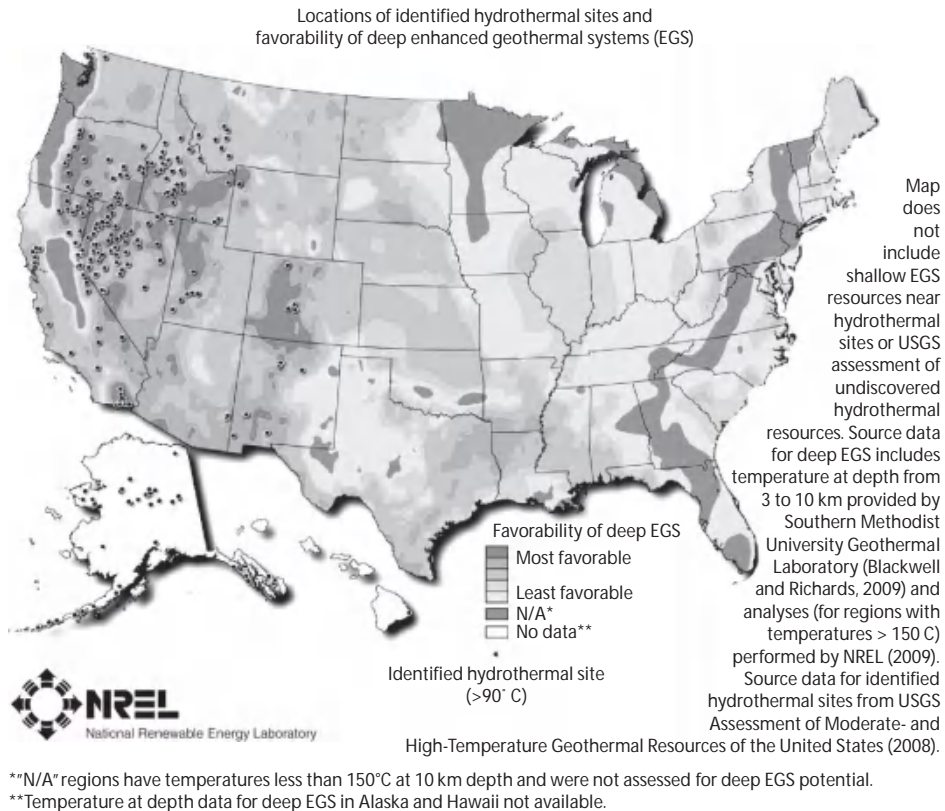 Locations of identified hydrothermal sites and
favorability of deep enhanced geothermal systems (EGS)
Map
does
not
include
shallow EGS
resources near
hydrothermal
sites or USGS
assessment of
undiscovered
hydrothermal
resources. Source data
for deep EGS includes
temperature at depth from
3 to 10 km provided by
Southern Methodist
University Geothermal
Laboratory (Blackwell
and Richards, 2009) and
analyses (for regions with
temperatures > 150 C)
performed by NREL (2009).
Source data for identified
hydrothermal sites from USGS
Assessment of Moderate- and
High-Temperature Geothermal Resources of the United States (2008).
Favorability of deep EGS
Most favorable
Least favorable
N/A*
No data**
Identified hydrothermal site
(>90° C)
NREL
National Renewable Energy Laboratory
*"N/A" regions have temperatures less than 150°C at 10 km depth and were not assessed for deep EGS potential.
**Temperature at depth data for deep EGS in Alaska and Hawaii not available.